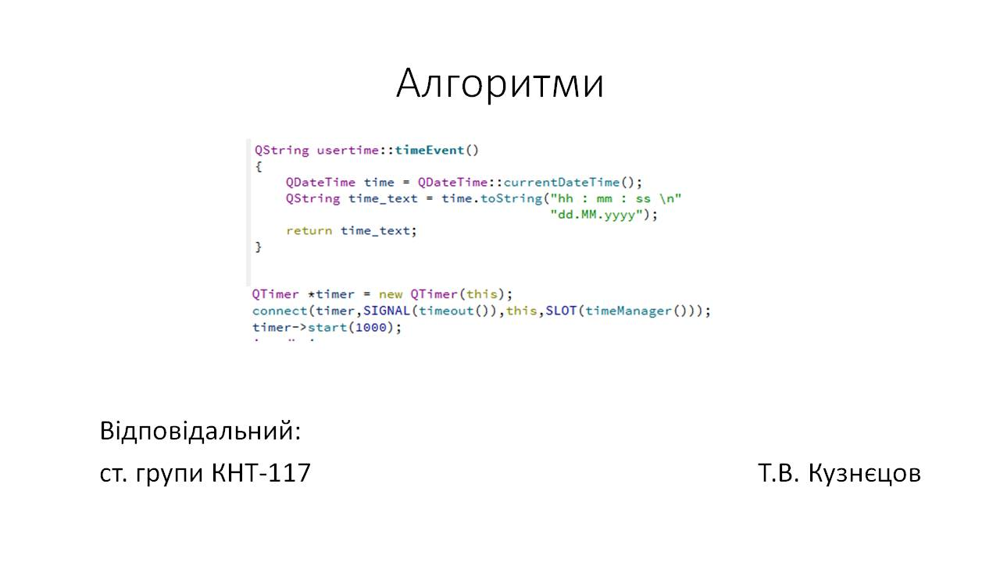 Алгоритми
QString usertime::timeEvent()
{
    QDateTime time = QDateTime::currentDateTime();
    QString time_text = time.toString("hh : mm : ss \n"
                                      "dd.MM.yyyy");
    return time_text;
}
QTimer *timer = new QTimer(this);
connect(timer,SIGNAL(timeout()),this,SLOT(timeManager()));
timer->start(1000);
Відповідальний:
ст. групи КНТ-117 Т.В. Кузнєцов